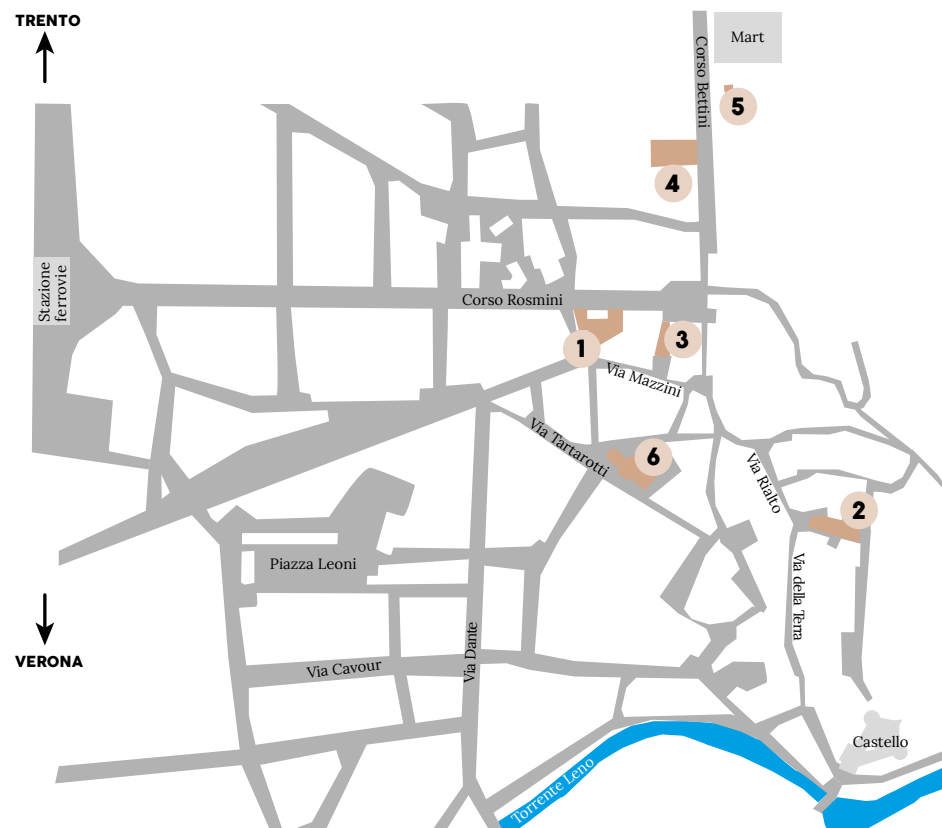 TRENTO
Mart
Corso Bettini
5
4
Stazione
ferrovie
Corso Rosmini
1
3
Via Mazzini
Via Tartarotti
6
Via Rialto
2
Piazza Leoni
Via della Terra
VERONA
Via Cavour
Via Dante
Castello
Torrente Leno